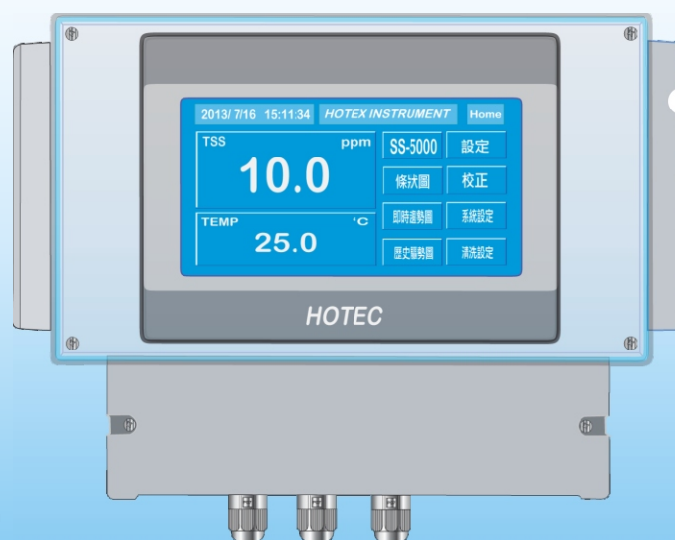 2013/ 7/16 15:11:34 HOTEX INSTRUMENT Home
TSS ppm
10.0
TEMP °C
25.0
SS-5000 設定
條狀圖 校正
即時趨勢圖 系統設定
歷史趨勢圖 清洗設定
HOTEC